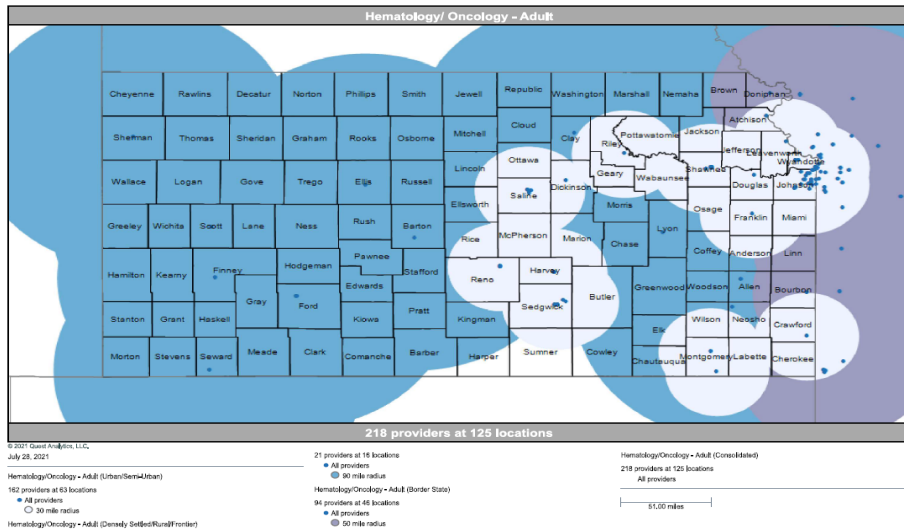 Hematology/ Oncology - Adult
Cheyenne Rawlins Decatur Norton Phillips Smith Jewell Republic Washington Marshall Nemaha Brown Doniphan
Atchison
Sherman Thomas Sheridan Graham Rooks Osborne Mitchell Cloud Clay Riley Pottawatomie Jackson
Jefferson Leavenworth
Wyandotte
Ottawa
Lincoln
Wallace Logan Gove Trego Ellis Russell Saline Dickinson Geary Wabaunsee Shawnee Douglas Johnson
Ellsworth Morris Osage
Greeley Wichita Scott Lane Ness Rush Barton Rice McPherson Marion Chase Lyon Franklin Miami
Pawnee
Hamilton Kearny Finney Hodgeman Stafford Reno Harvey Coffey Anderson Linn
Edwards
Gray Ford Sedgwick Butler Greenwood Woodson Allen Bourbon
Stanton Grant Haskell Kiowa Pratt Kingman
Elk Wilson Neosho Crawford
Morton Stevens Seward Meade Clark Comanche Barber Harper Sumner Cowley Chautauqua Montgomery Labette Cherokee
218 providers at 125 locations
© 2021 Quest Analytics, LLC.
July 28, 2021
Hematology/Oncology - Adult (Urban/Semi-Urban)
162 providers at 63 locations
All providers
30 mile radius
Hematology/Oncology - Adult (Densely Settled/Rural/Frontier)
21 providers at 16 locations
All providers
90 mile radius
Hematology/Oncology - Adult (Border State)
94 providers at 46 locations
All providers
50 mile radius
Hematology/Oncology - Adult (Consolidated)
218 providers at 125 locations
All providers
51.00 miles